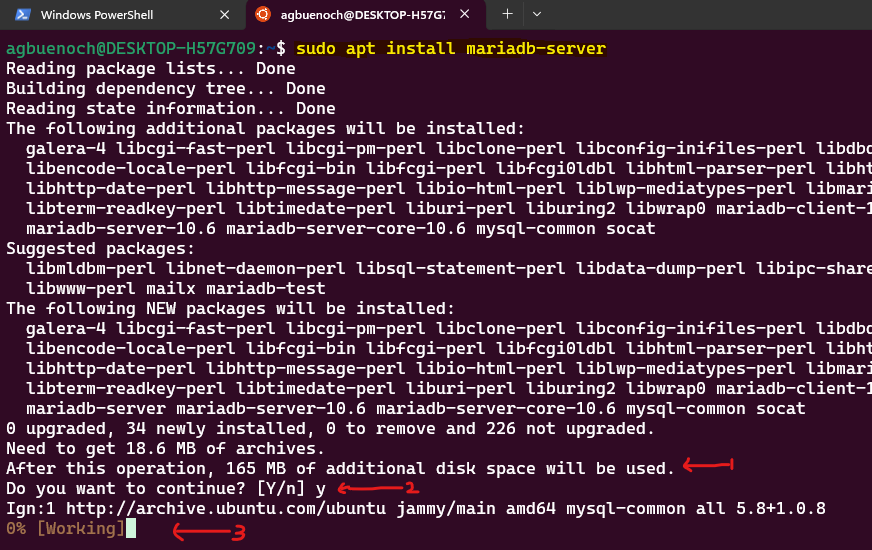 Windows PowerShell
agbuenoch@DESKTOP-H57G7
agbuenoch@DESKTOP-H57G709:~$ sudo apt install mariadb-server
Reading package lists... Done
Building dependency tree... Done
Reading state information... Done
The following additional packages will be installed:
galera-4 libcgi-fast-perl libcgi-pm-perl libclone-perl libconfig-inifiles-perl libdbd
libencode-locale-perl libfcgi-bin libfcgi-perl libfcgi0ldbl libhtml-parser-perl libht
libhttp-date-perl libhttp-message-perl libio-html-perl liblwp-mediatypes-perl libmari
libterm-readkey-perl libtimedate-perl liburi-perl liburing2 libwrap0 mariadb-client-1
mariadb-server-10.6 mariadb-server-core-10.6 mysql-common socat
Suggested packages:
libmldbm-perl libnet-daemon-perl libsql-statement-perl libdata-dump-perl libipc-share
libwww-perl mailx mariadb-test
The following NEW packages will be installed:
galera-4 libcgi-fast-perl libcgi-pm-perl libclone-perl libconfig-inifiles-perl libdbd
libencode-locale-perl libfcgi-bin libfcgi-perl libfcgi0ldbl libhtml-parser-perl libht
libhttp-date-perl libhttp-message-perl libio-html-perl liblwp-mediatypes-perl libmari
libterm-readkey-perl libtimedate-perl liburi-perl liburing2 libwrap0 mariadb-client-1
mariadb-server mariadb-server-10.6 mariadb-server-core-10.6 mysql-common socat
0 upgraded, 34 newly installed, 0 to remove and 226 not upgraded.
Need to get 18.6 MB of archives.
After this operation, 165 MB of additional disk space will be used. 1
Do you want to continue? [Y/n] y 2
Ign:1 http://archive.ubuntu.com/ubuntu jammy/main amd64 mysql-common all 5.8+1.0.8
0% [Working] 3